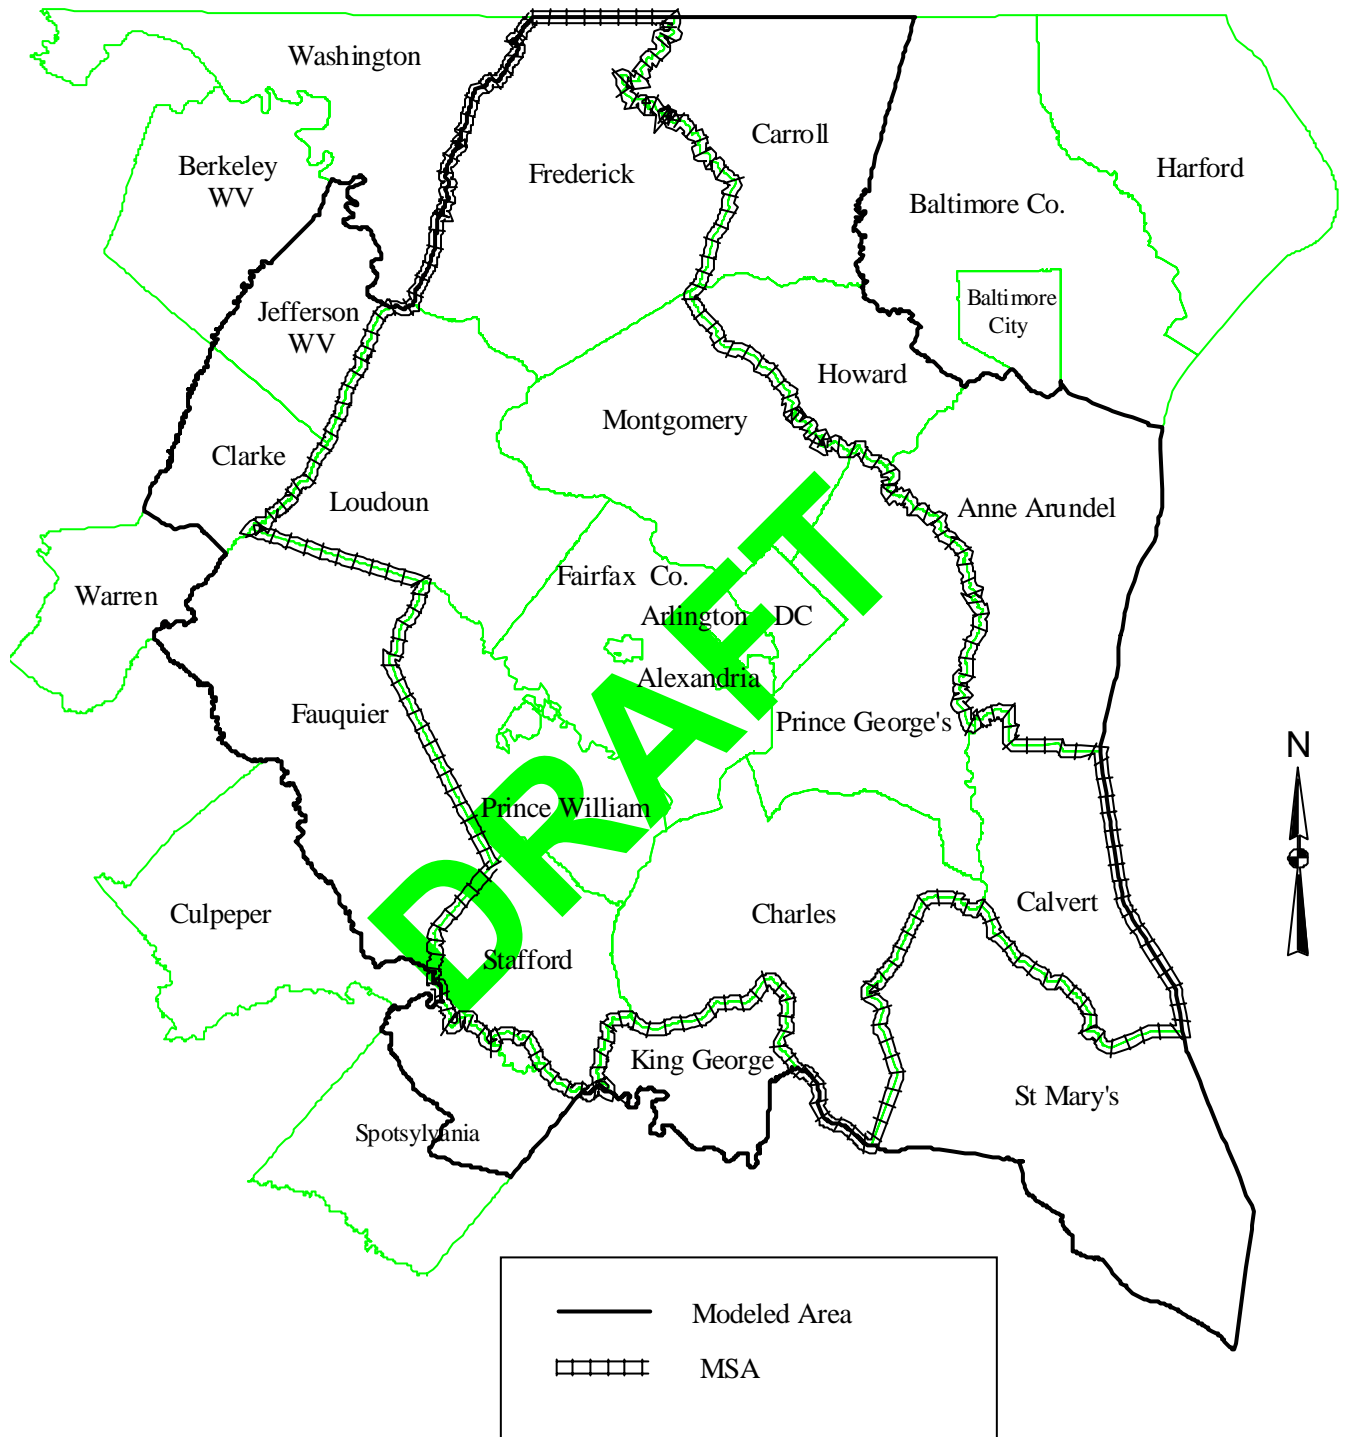 Washington
Carroll
Berkeley
WV
Frederick
Harford
Baltimore Co.
Baltimore
City
Jefferson
WV
Howard
Montgomery
Clarke
Loudoun
Anne Arundel
Fairfax Co.
Warren
Arlington
DC
Alexandria
Fauquier
Prince George's
N
Prince William
DRAFT
Culpeper
Charles
Calvert
Stafford
King George
St Mary's
Spotsylvania
Modeled Area
MSA